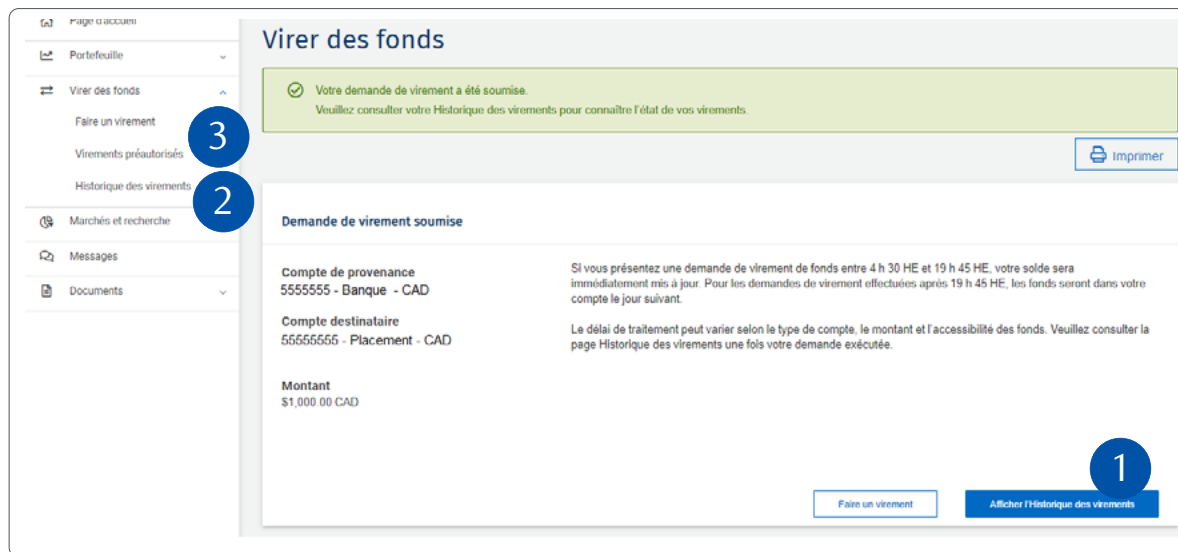 Page d'accueil
Portefeuille
Virer des fonds
Faire un virement
3
Virements préautorisés
Historique des virements
2
Marchés et recherche
Messages
Documents
Virer des fonds
Votre demande de virement a été soumise.
Veuillez consulter votre Historique des virements pour connaître l'état de vos virements.
Imprimer
Demande de virement soumise
Compte de provenance
5555555 - Banque - CAD
Compte destinataire
55555555 - Placement - CAD
Montant
$1,000.00 CAD
SI vous présentez une demande de virement de fonds entre 4 h 30 HE et 19 h 45 HE, votre solde sera
immédiatement mis à jour. Pour les demandes de virement effectuées après 19 h 45 HE, les fonds seront dans votre
compte le jour suivant.
Le délai de traitement peut varier selon le type de compte, le montant et l'accessibilité des fonds. Veuillez consulter la
page Historique des virements une fois votre demande exécutée.
1
Faire un virement
Afficher l'Historique des virements